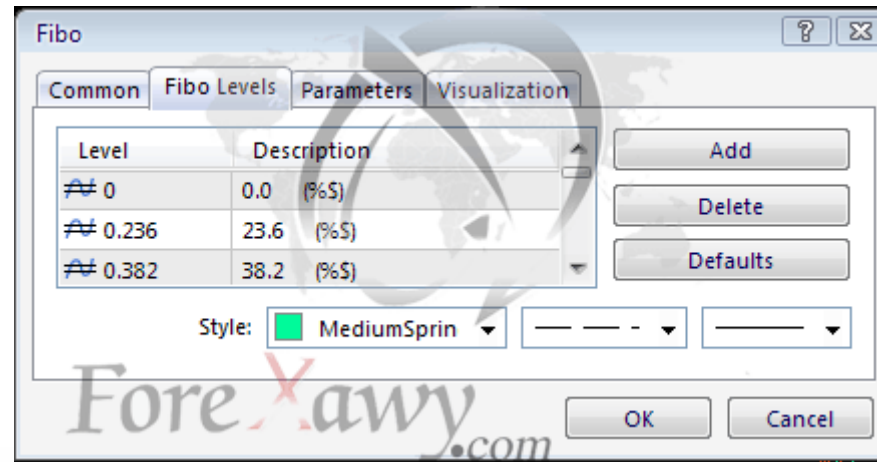 Fibo
Common Fibo Levels Parameters Visualization
Level Description
0 0.0 (%$)
0.236 23.6 (%$)
0.382 38.2 (%$)
Add
Delete
Defaults
Style: MediumSprin
OK Cancel
ForeXawy.com